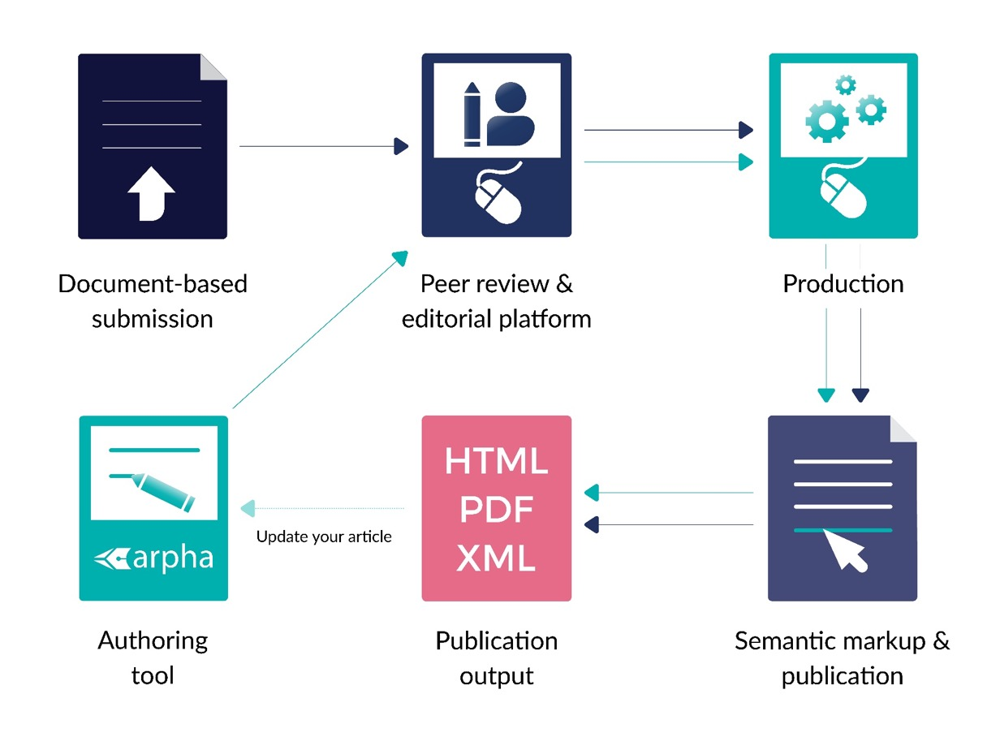 Document-based
submission
Peer review &
editorial platform
Production
arpha
Authoring
tool
Update your article
HTML
PDF
XML
Publication
output
Semantic markup &
publication